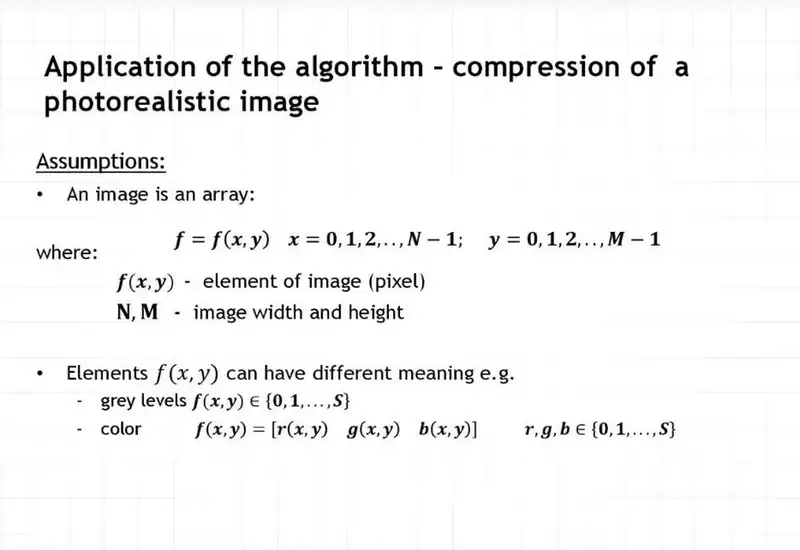 Application of the algorithm - compression of a
photorealistic image
Assumptions:
• An image is an array:
f = f(x, y) x = 0, 1, 2, . . , N − 1; y = 0, 1, 2, . . , M − 1
where:
f(x, y) - element of image (pixel)
N, M - image width and height
• Elements f(x, y) can have different meaning e.g.
- grey levels f(x, y) ∈ {0, 1, . . . , S}
- color f(x, y) = [r(x, y) g(x, y) b(x, y)] r, g, b ∈ {0, 1, . . . , S}